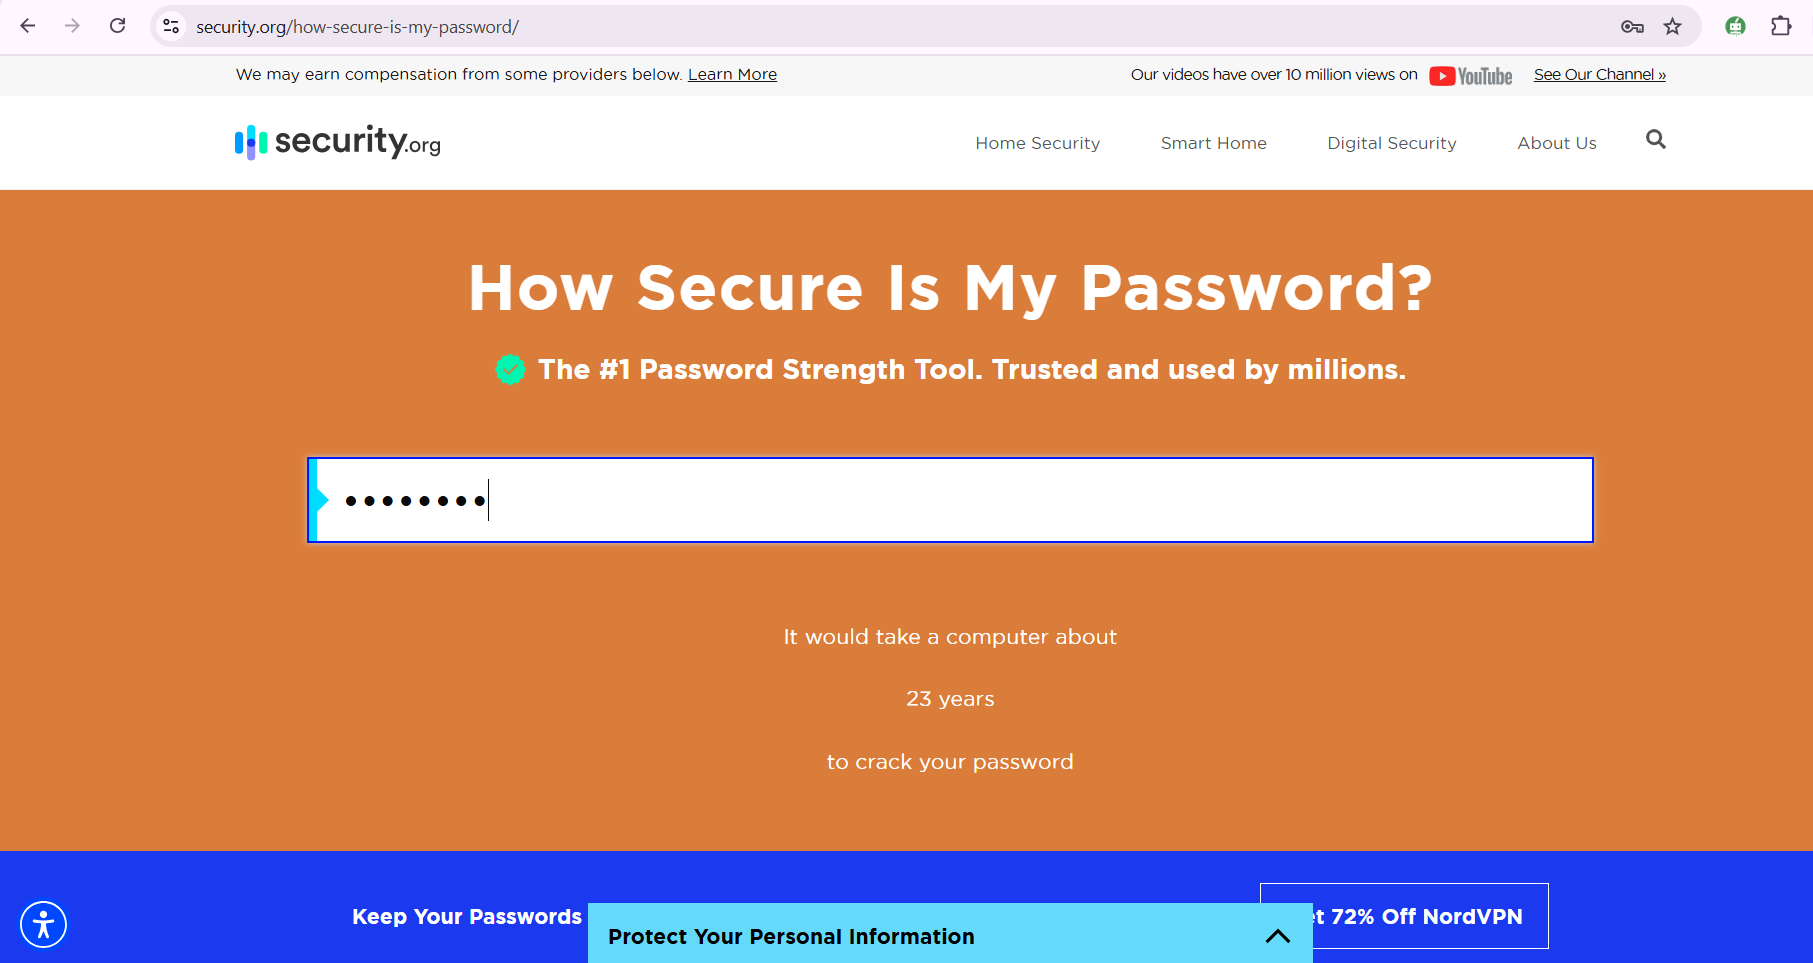 security.org/how-secure-is-my-password/
We may earn compensation from some providers below. Learn More
Our videos have over 10 million views on YouTube See Our Channel »
security.org
Home Security Smart Home Digital Security About Us
How Secure Is My Password?
The #1 Password Strength Tool. Trusted and used by millions.
••••••••
It would take a computer about
23 years
to crack your password
Keep Your Passwords
72% Off NordVPN
Protect Your Personal Information